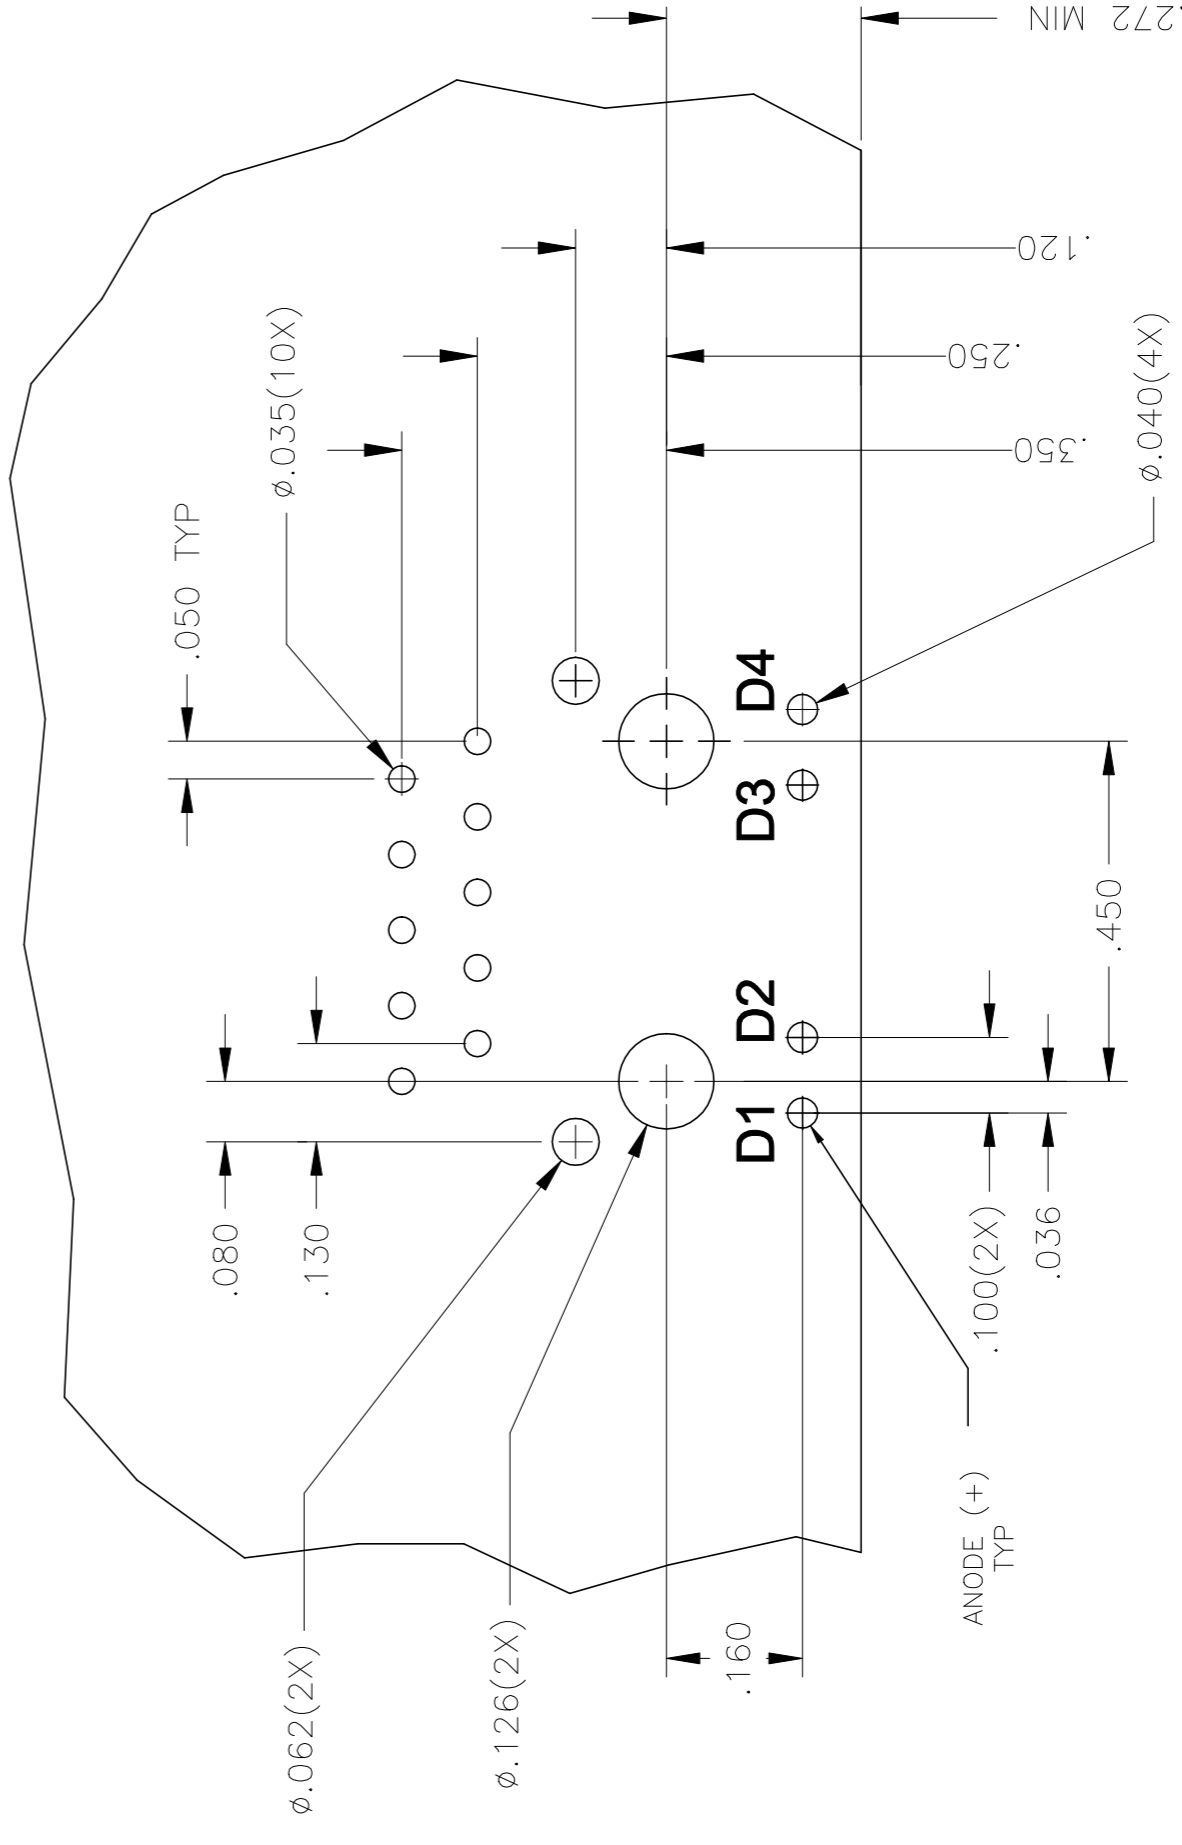 .050 TYP
⌀.035(10X)
.080
.130
⌀.062(2X)
⌀.126(2X)
.272 MIN
.120
.250
.350
⌀.040(4X)
D1
D2
D3
D4
.450
.036
.100(2X)
ANODE (+)
TYP
.160